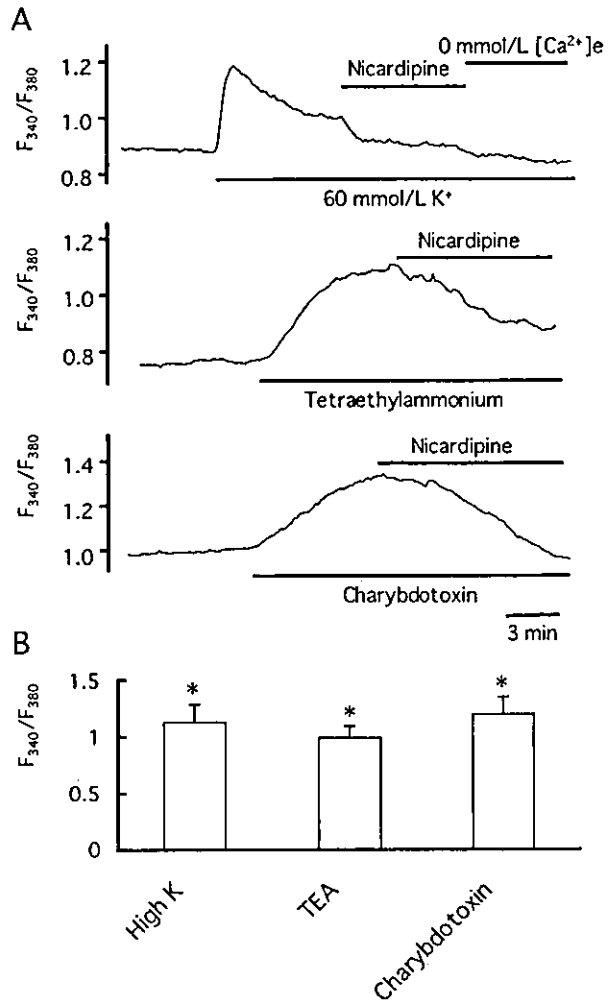 A
0 mmol/L [Ca²⁺]e
Nicardipine
F₃₄₀/F₃₈₀
1.2
1.0
0.8
60 mmol/L K⁺
Nicardipine
F₃₄₀/F₃₈₀
1.2
1.0
0.8
Tetraethylammonium
Nicardipine
F₃₄₀/F₃₈₀
1.4
1.2
1.0
Charybdotoxin
3 min
B
F₃₄₀/F₃₈₀
1.5
1
0.5
0
* * *
High K
TEA
Charybdotoxin